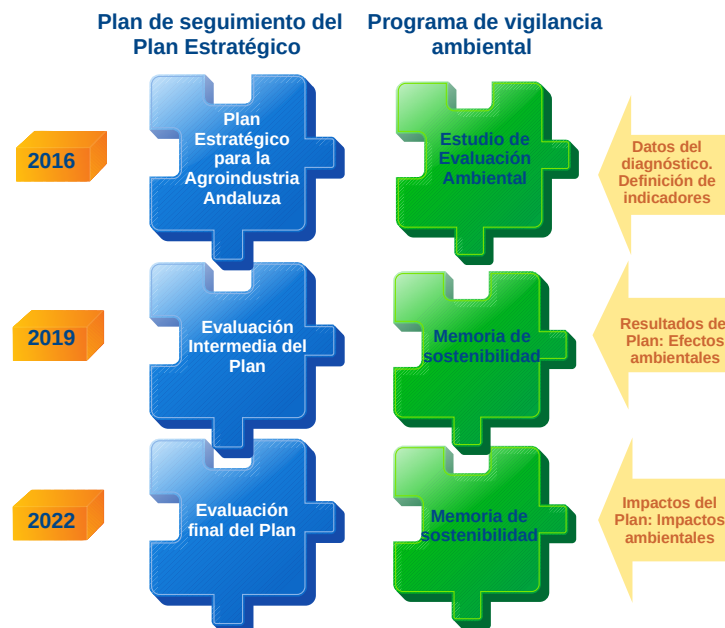 Plan de seguimiento del
Plan Estratégico
Programa de vigilancia
ambiental
2016
Plan
Estratégico
para la
Agroindustria
Andaluza
Estudio de
Evaluación
Ambiental
Datos del
diagnóstico.
Definición de
indicadores
2019
Evaluación
Intermedia del
Plan
Memoria de
sostenibilidad
Resultados de
Plan: Efectos
ambientales
2022
Evaluación
final del Plan
Memoria de
sostenibilidad
Impactos del
Plan: Impactos
ambientales